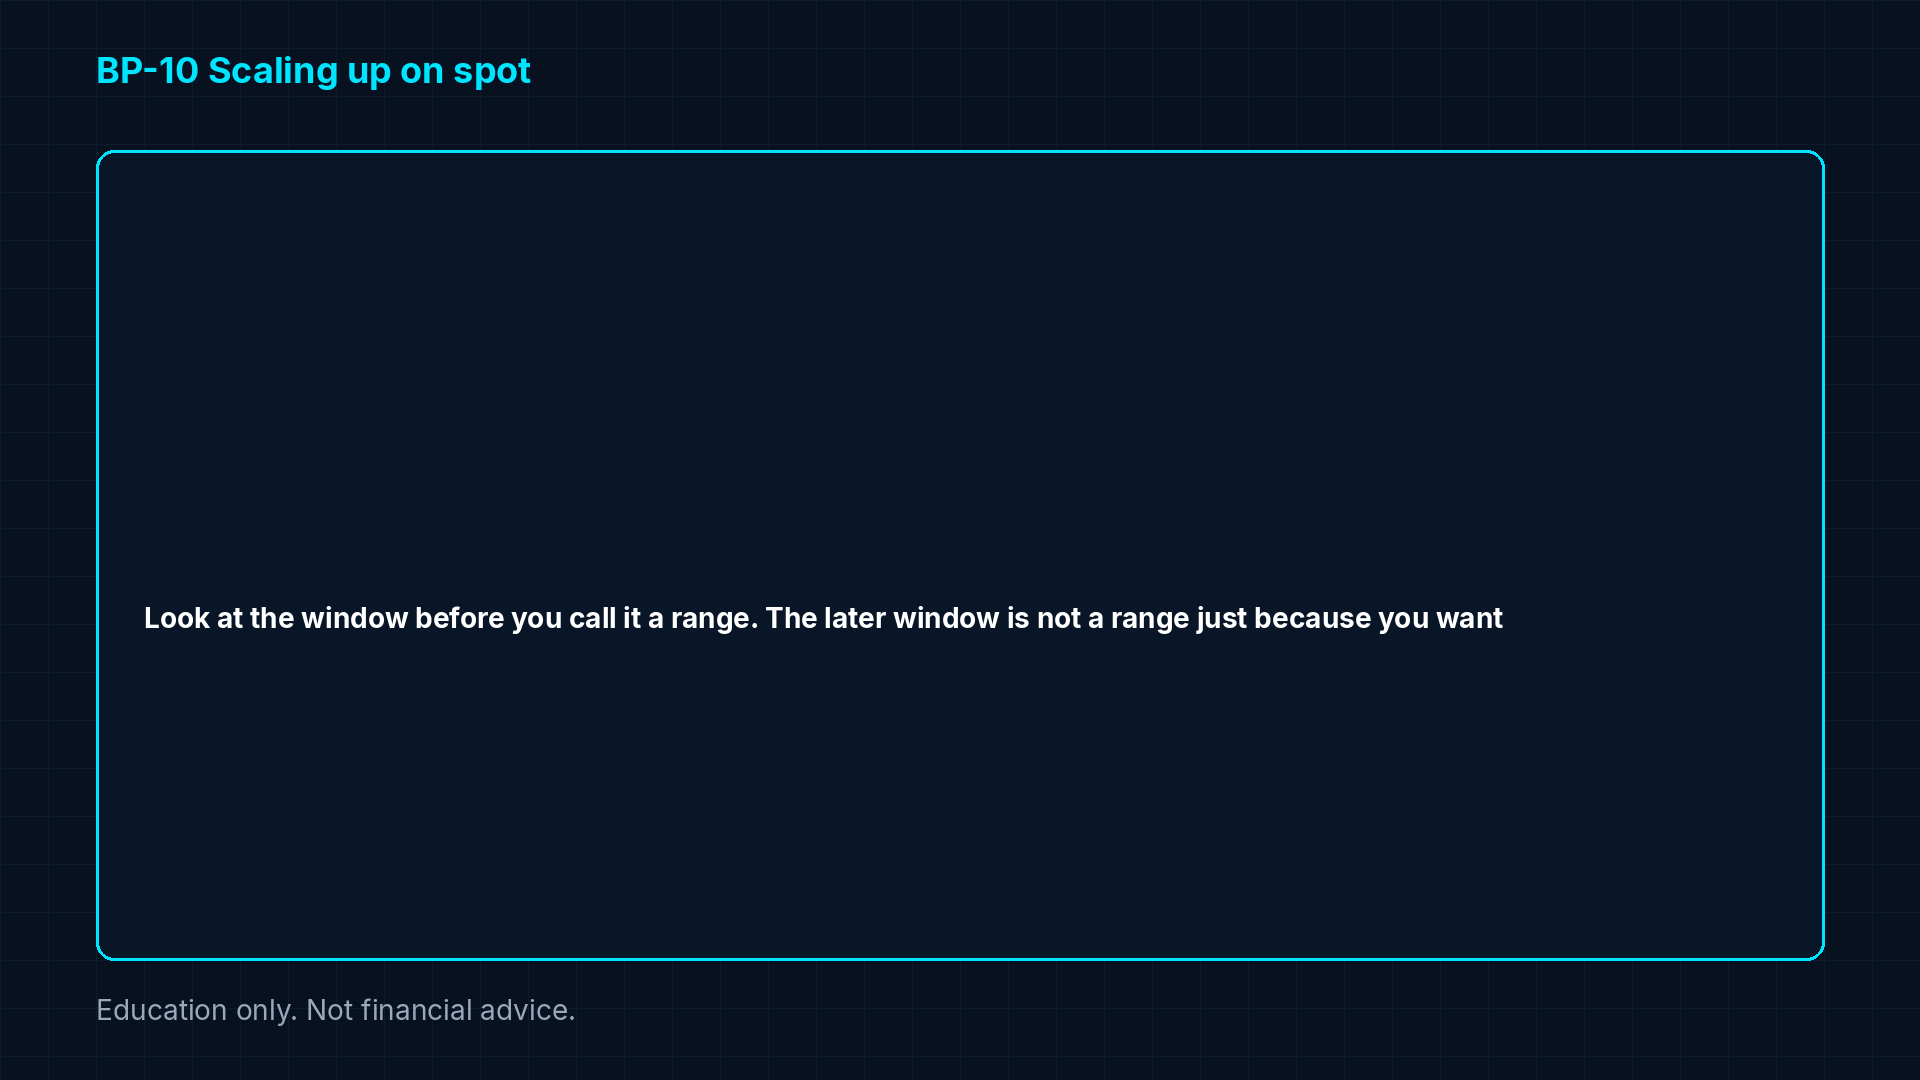 BP-10 Scaling up on spot
Look at the window before you call it a range. The later window is not a range just because you want
Education only. Not financial advice.